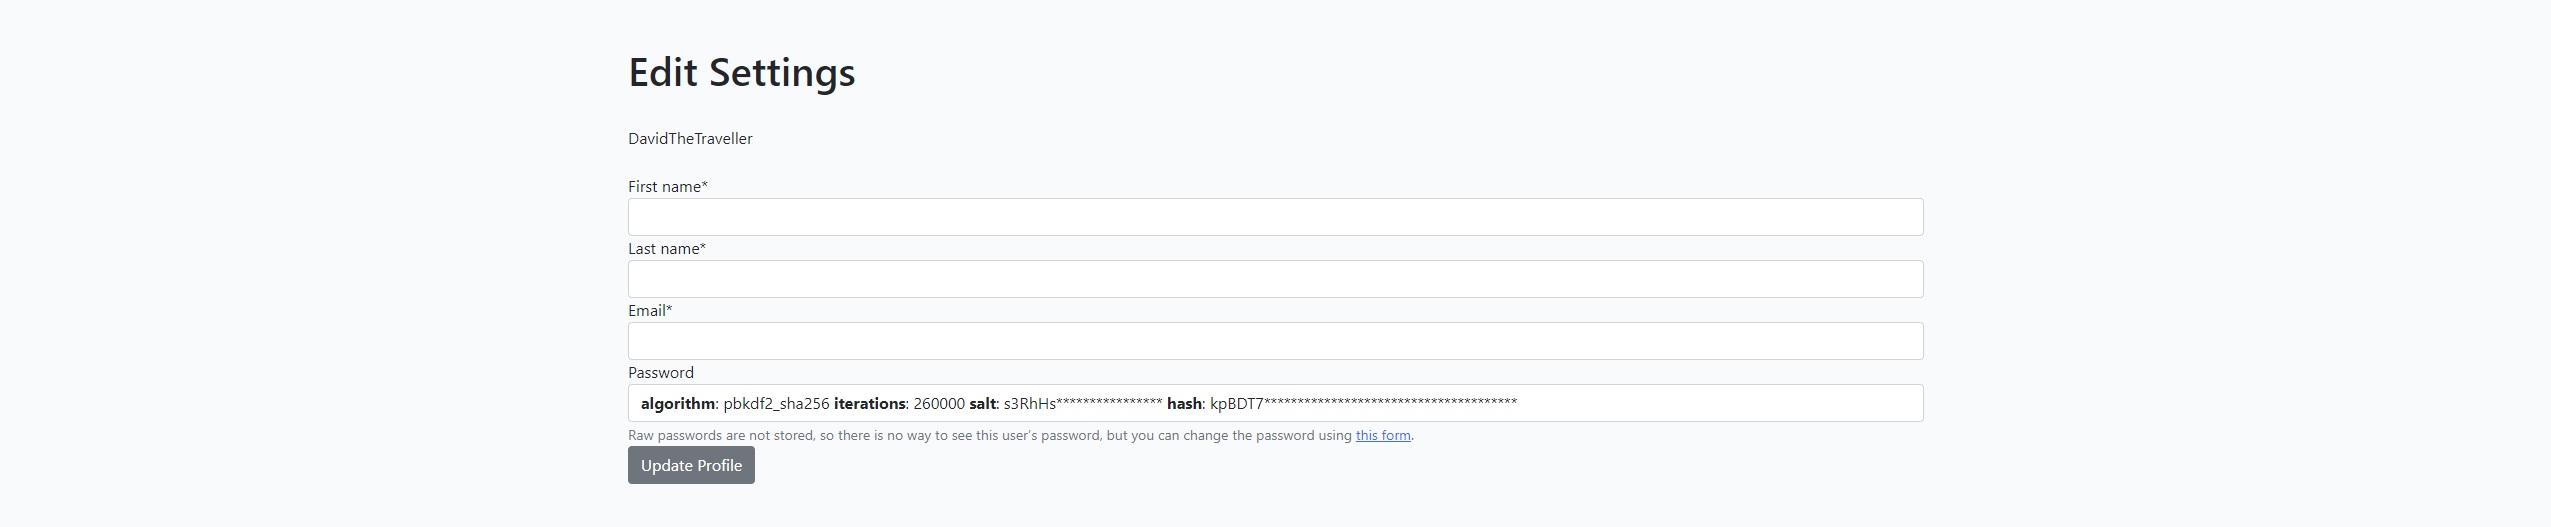 Edit Settings
DavidTheTraveller
First name*
Last name*
Email*
Password
algorithm: pbkdf2_sha256 iterations: 260000 salt: s3RhHs**************** hash: kpBDT7**************************************
Raw passwords are not stored, so there is no way to see this user's password, but you can change the password using this form.
Update Profile